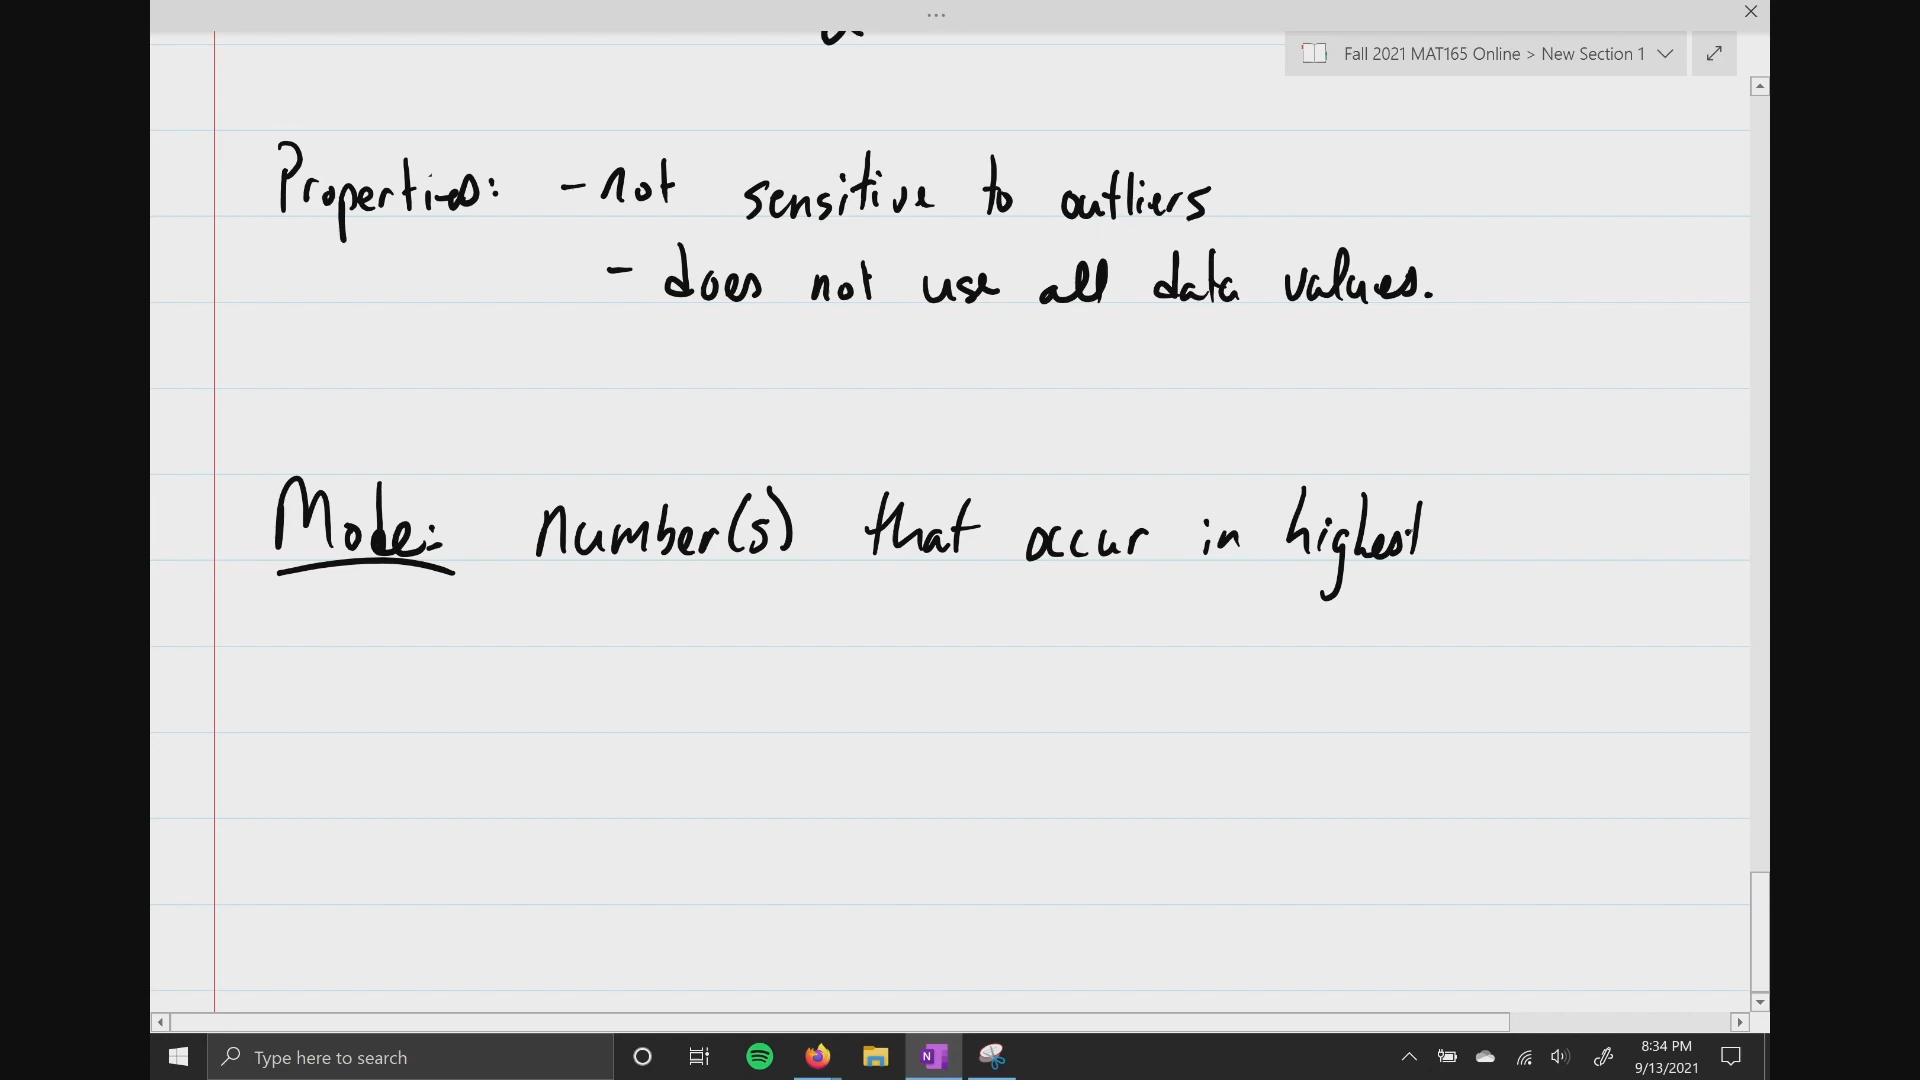 Fall 2021 MAT165 Online > New Section 1
Properties: - not sensitive to outliers
- does not use all data values.
Mode: number(s) that occur in highest
Type here to search
8:34 PM
9/13/2021